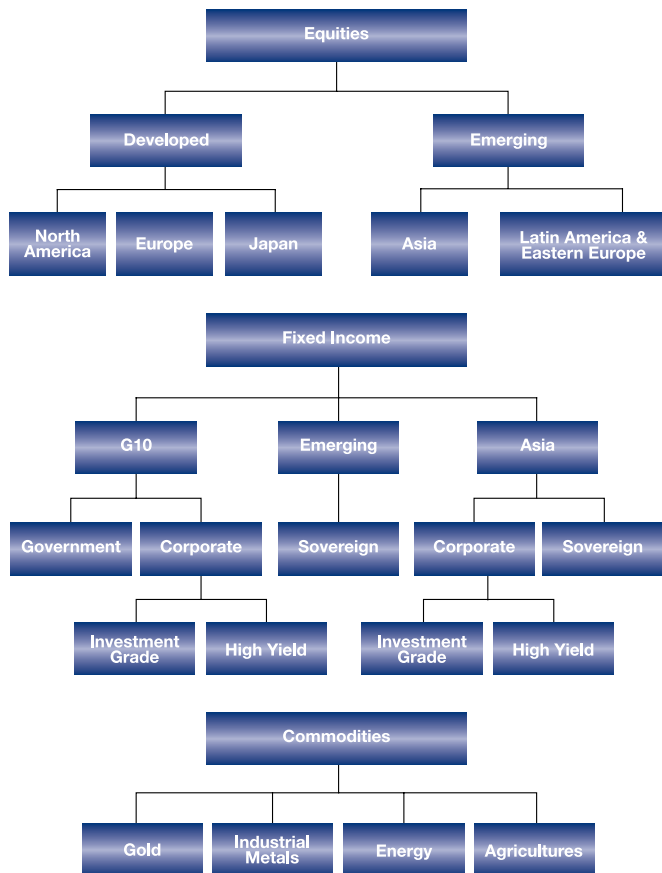 Equities
Developed
Emerging
North
America
Europe
Japan
Asia
Latin America &
Eastern Europe
Fixed Income
G10
Emerging
Asia
Government
Corporate
Sovereign
Corporate
Sovereign
Investment
Grade
High Yield
Investment
Grade
High Yield
Commodities
Gold
Industrial
Metals
Energy
Agricultures